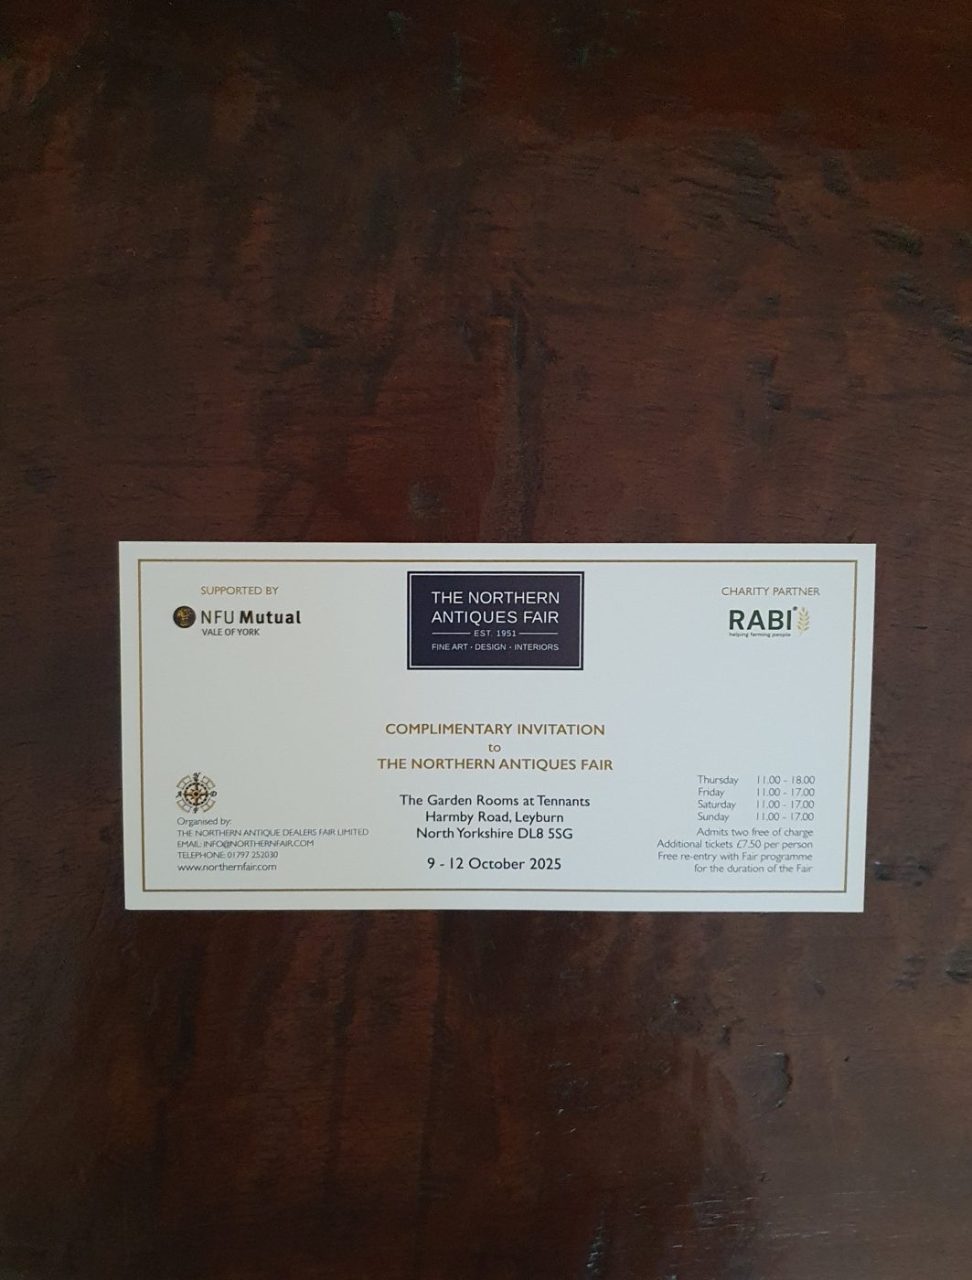 SUPPORTED BY
NFU Mutual
VALE OF YORK
THE NORTHERN
ANTIQUES FAIR
EST. 1951
FINE ART · DESIGN · INTERIORS
CHARITY PARTNER
RABI
helping farming people
COMPLIMENTARY INVITATION
to
THE NORTHERN ANTIQUES FAIR
The Garden Rooms at Tennants
Harmby Road, Leyburn
North Yorkshire DL8 5SG
9 - 12 October 2025
Organised by:
THE NORTHERN ANTIQUE DEALERS FAIR LIMITED
EMAIL: INFO@NORTHERNFAIR.COM
TELEPHONE: 01797 252030
www.northernfair.com
Thursday 11.00 - 18.00
Friday 11.00 - 17.00
Saturday 11.00 - 17.00
Sunday 11.00 - 17.00
Admits two free of charge
Additional tickets £7.50 per person
Free re-entry with Fair programme
for the duration of the Fair